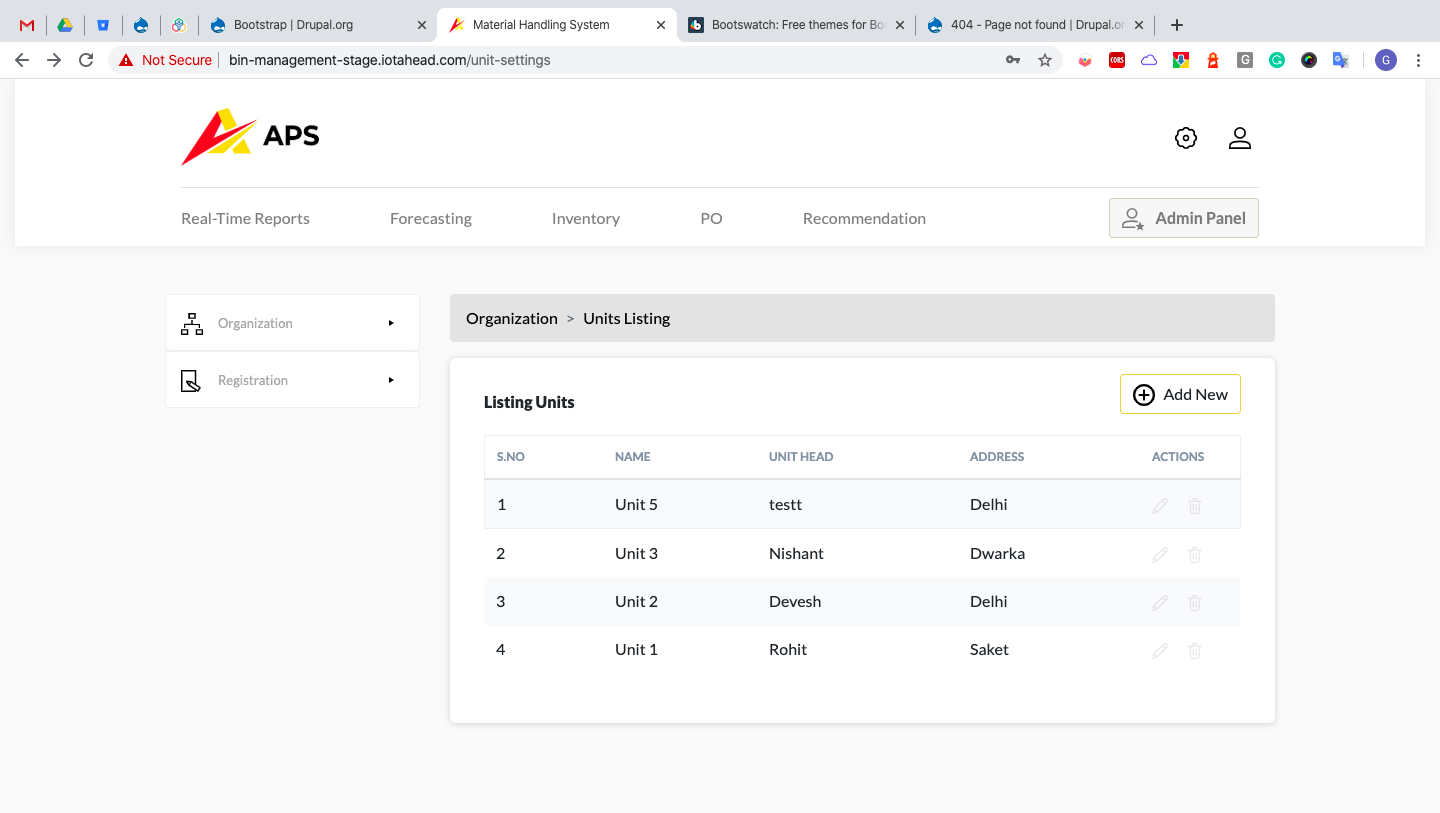 Bootstrap | Drupal.org
Material Handling System
Bootswatch: Free themes for Boo
404 - Page not found | Drupal.or
Not Secure
bin-management-stage.iotahead.com/unit-settings
CORS
G
G
G
APS
Real-Time Reports
Forecasting
Inventory
PO
Recommendation
Admin Panel
Organization
Registration
Organization > Units Listing
Listing Units
Add New
S.NO NAME UNIT HEAD ADDRESS ACTIONS
1 Unit 5 testt Delhi
2 Unit 3 Nishant Dwarka
3 Unit 2 Devesh Delhi
4 Unit 1 Rohit Saket